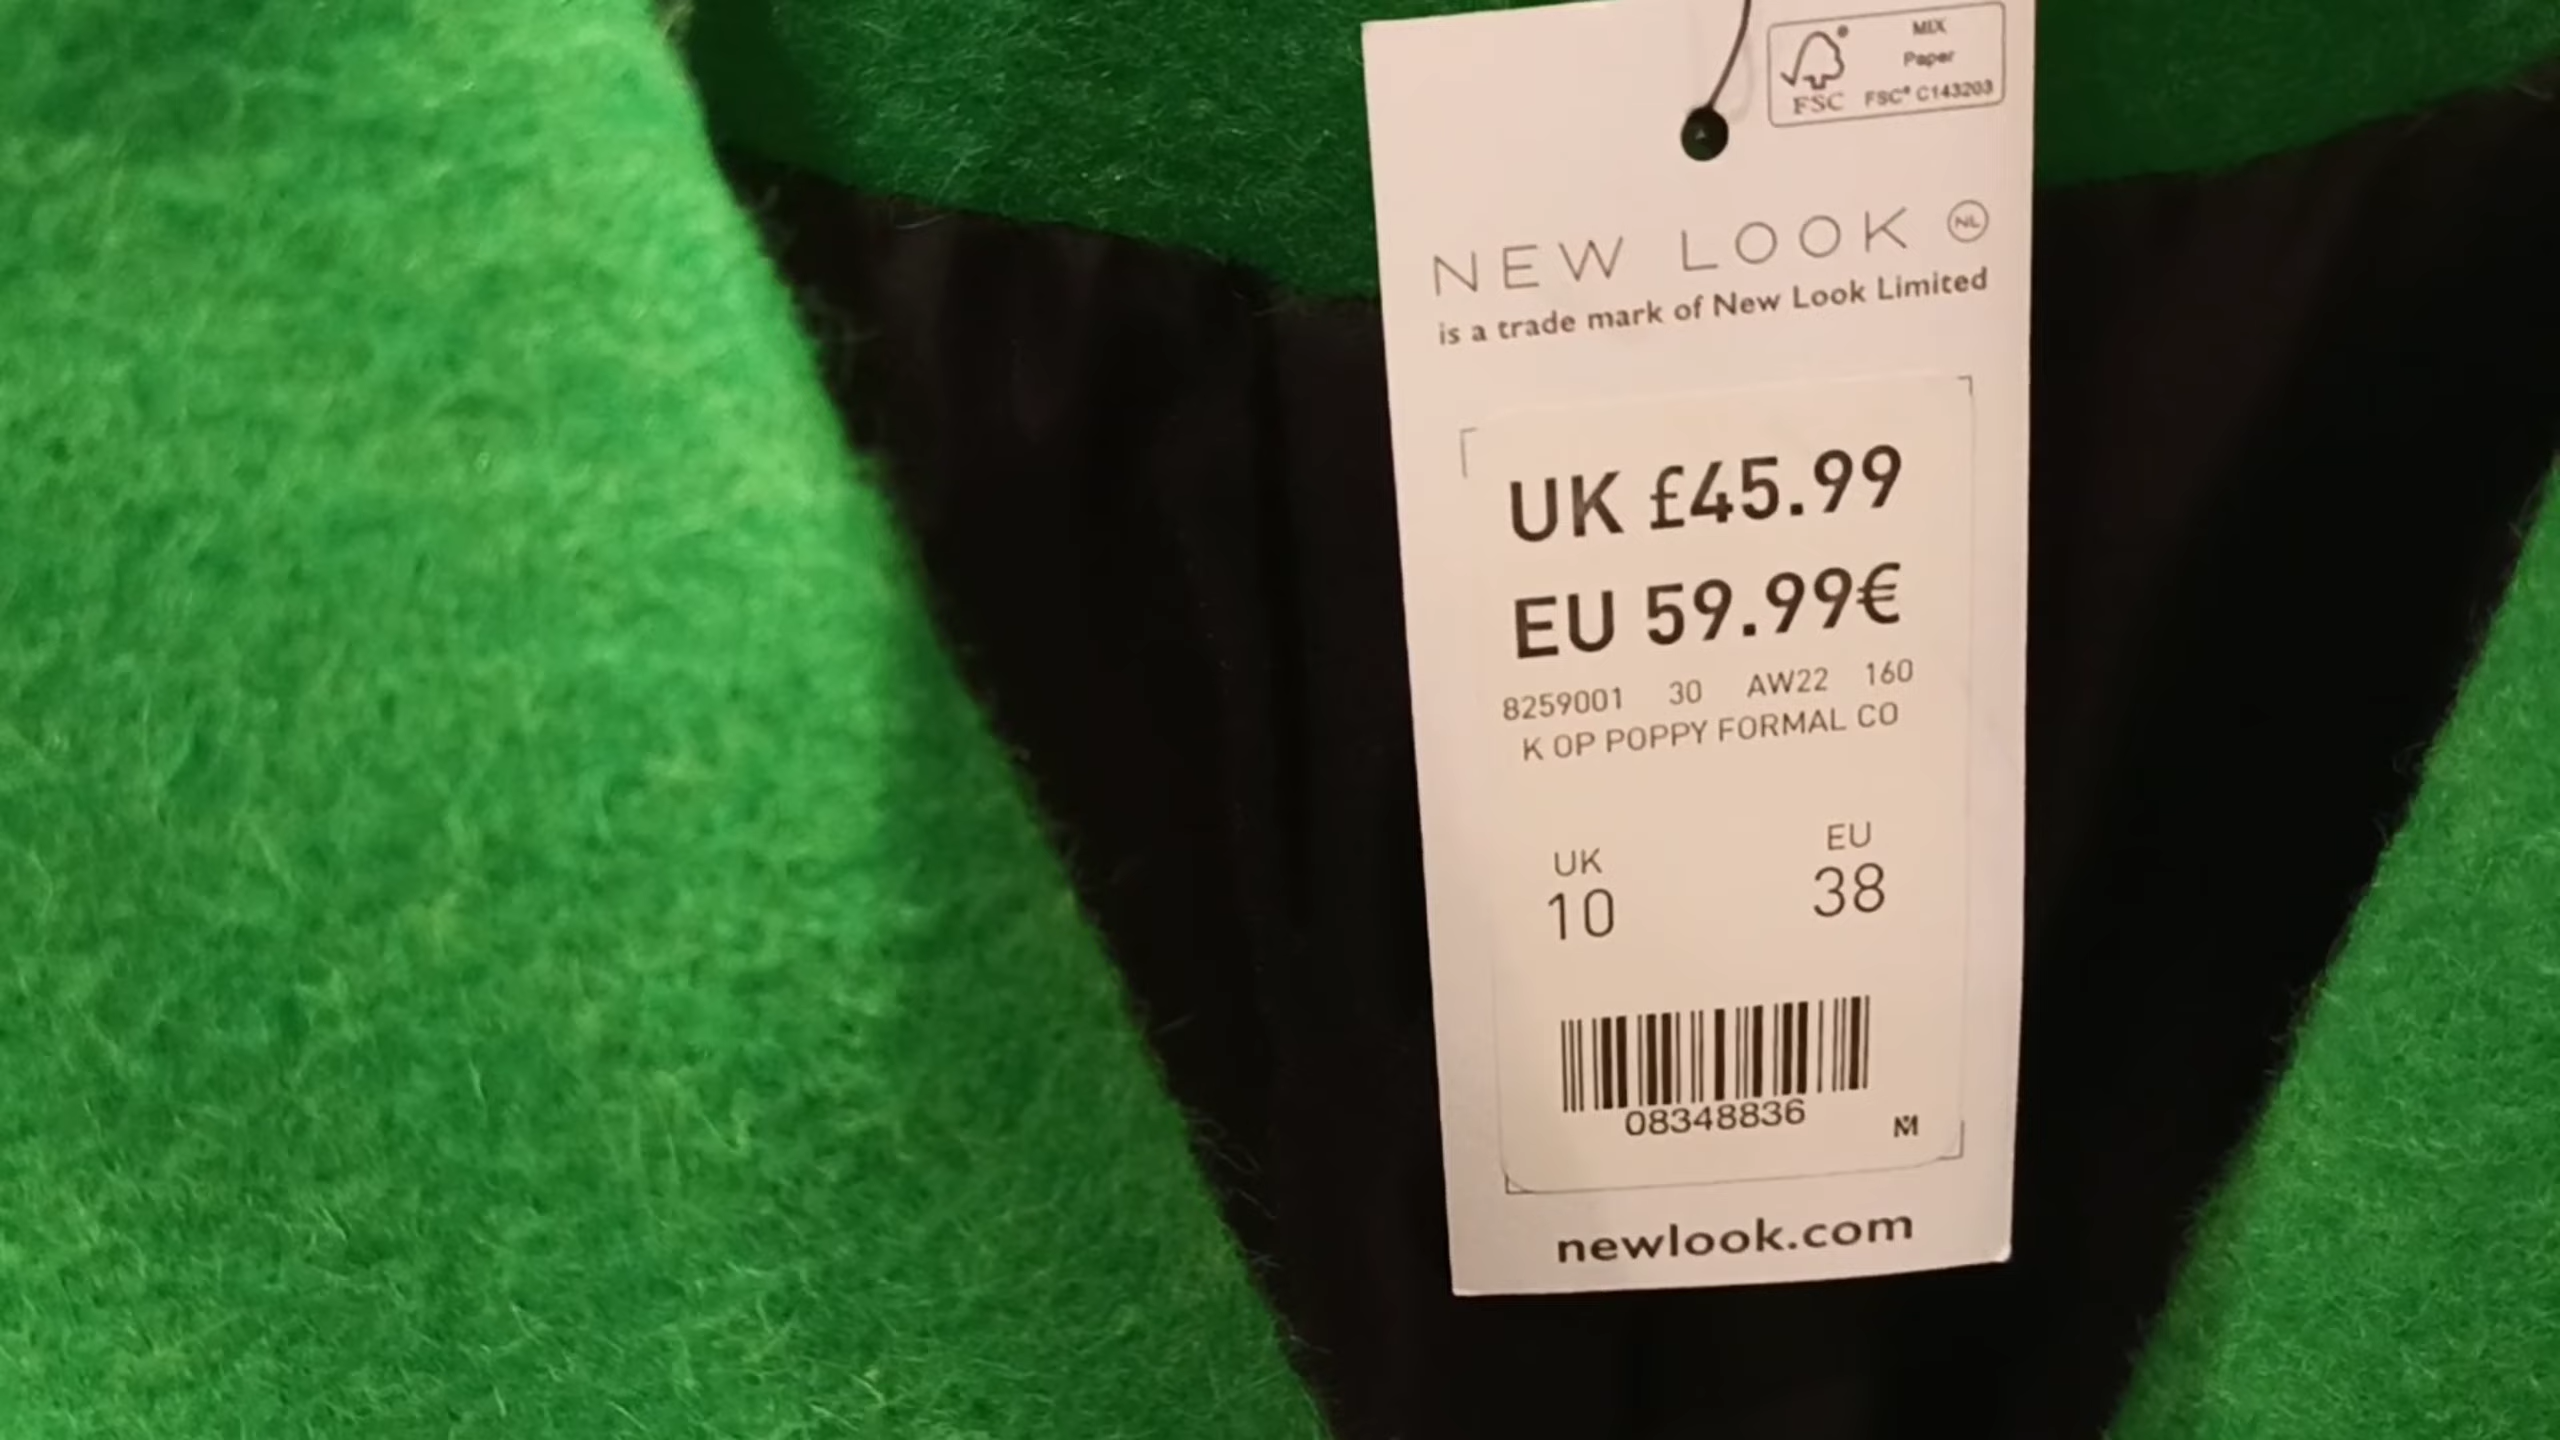 MIX
Paper
FSC FSC® C143203
NEW LOOK NL
is a trade mark of New Look Limited
UK £45.99
EU 59.99€
8259001 30 AW22 160
K OP POPPY FORMAL CO
UK EU
10 38
08348836
M
newlook.com